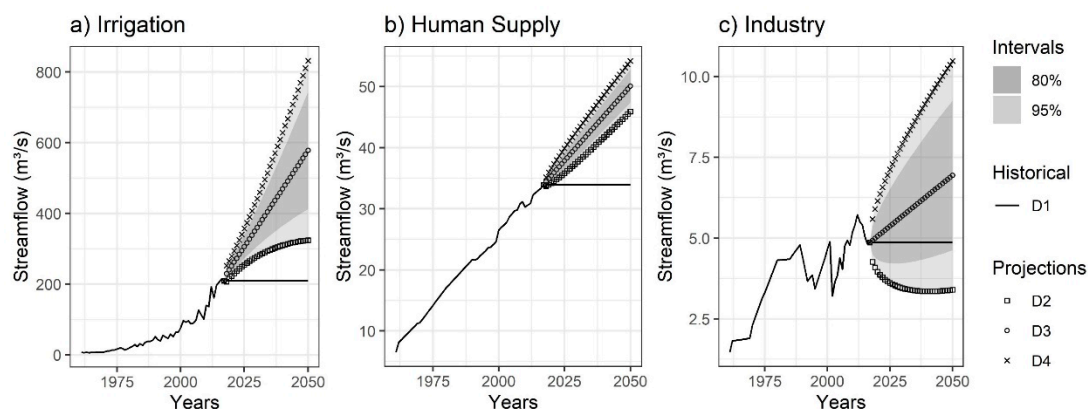 a) Irrigation
b) Human Supply
c) Industry
Streamflow (m³/s)
800
600
400
200
0
1975
2000
2025
2050
Years
Streamflow (m³/s)
50
40
30
20
10
1975
2000
2025
2050
Years
Streamflow (m³/s)
10.0
7.5
5.0
2.5
1975
2000
2025
2050
Years
Intervals
80%
95%
Historical
D1
Projections
D2
D3
D4